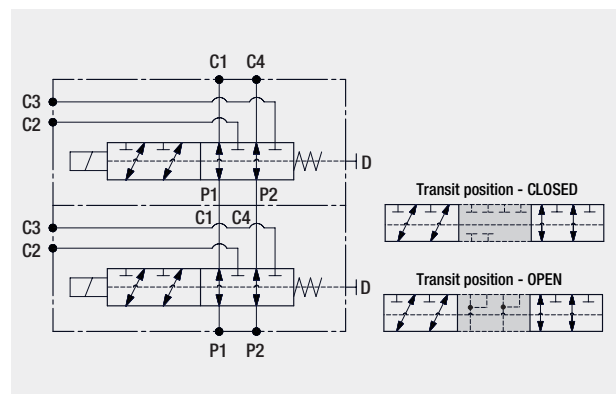 C1 C4
C3
C2
D
P1 P2
C1 C4
C3
C2
D
P1 P2
Transit position - CLOSED
Transit position - OPEN